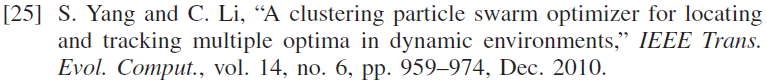 [25] S. Yang and C. Li, “A clustering particle swarm optimizer for locating
and tracking multiple optima in dynamic environments,” IEEE Trans.
Evol. Comput., vol. 14, no. 6, pp. 959–974, Dec. 2010.